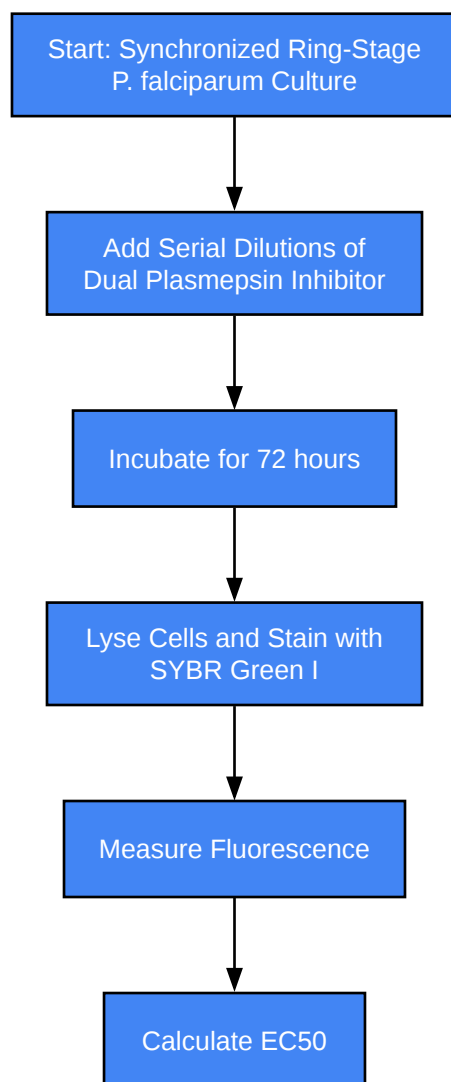 Start: Synchronized Ring-Stage
P. falciparum Culture
Add Serial Dilutions of
Dual Plasmepsin Inhibitor
Incubate for 72 hours
Lyse Cells and Stain with
SYBR Green I
Measure Fluorescence
Calculate EC50